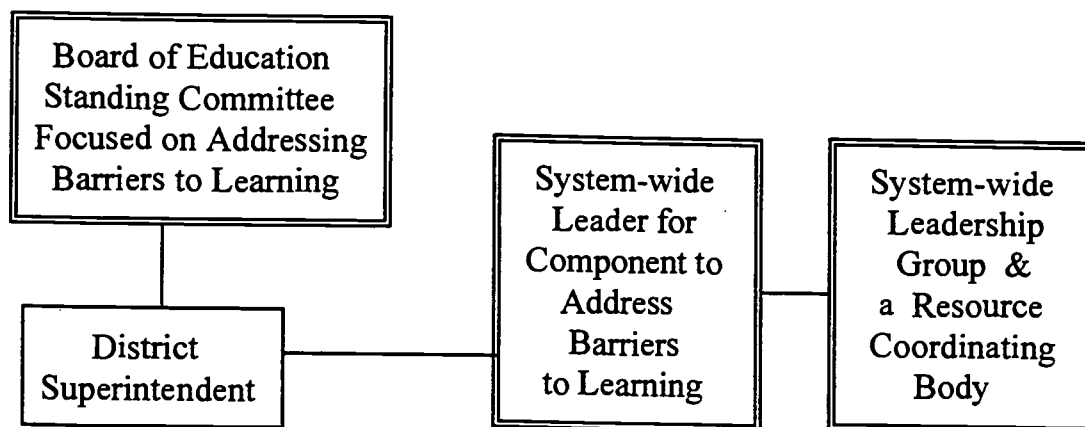 Board of Education
Standing Committee
Focused on Addressing
Barriers to Learning
District
Superintendent
System-wide
Leader for
Component to
Address
Barriers
to Learning
System-wide
Leadership
Group &
a Resource
Coordinating
Body